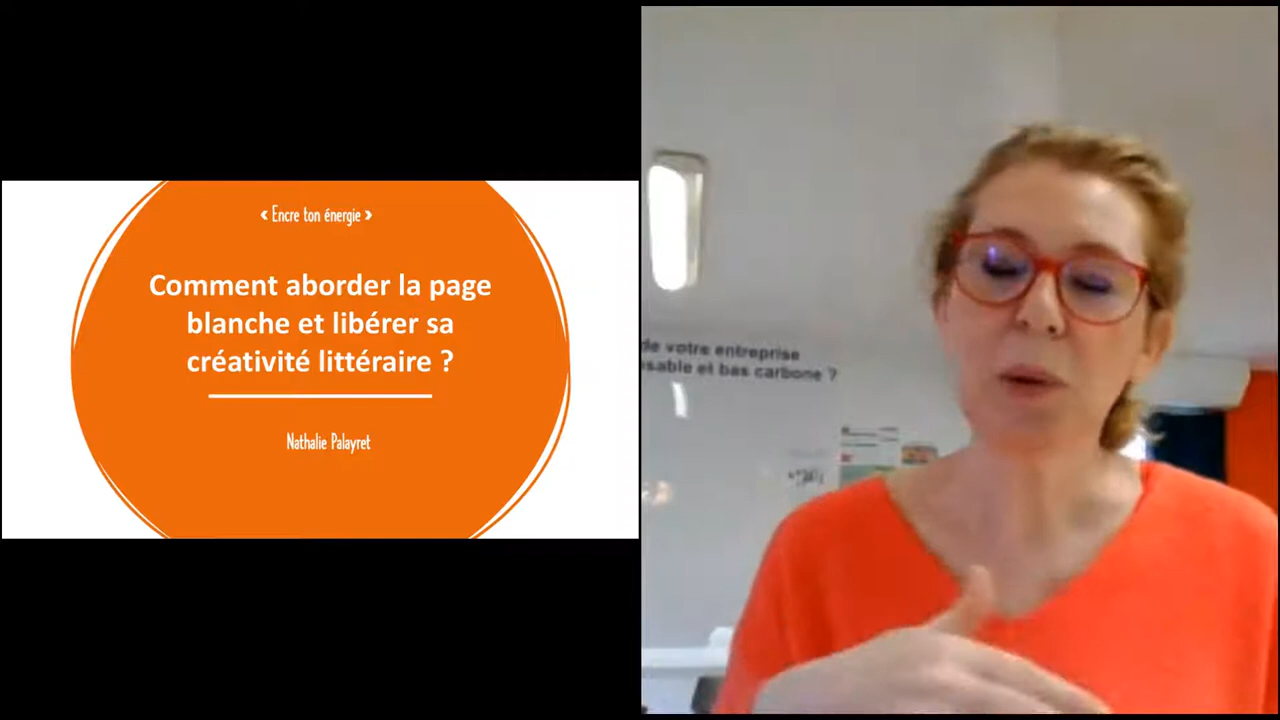 « Encre ton énergie »
Comment aborder la page
blanche et libérer sa
créativité littéraire ?
Nathalie Palayret
de votre entreprise
sable et bas carbone ?